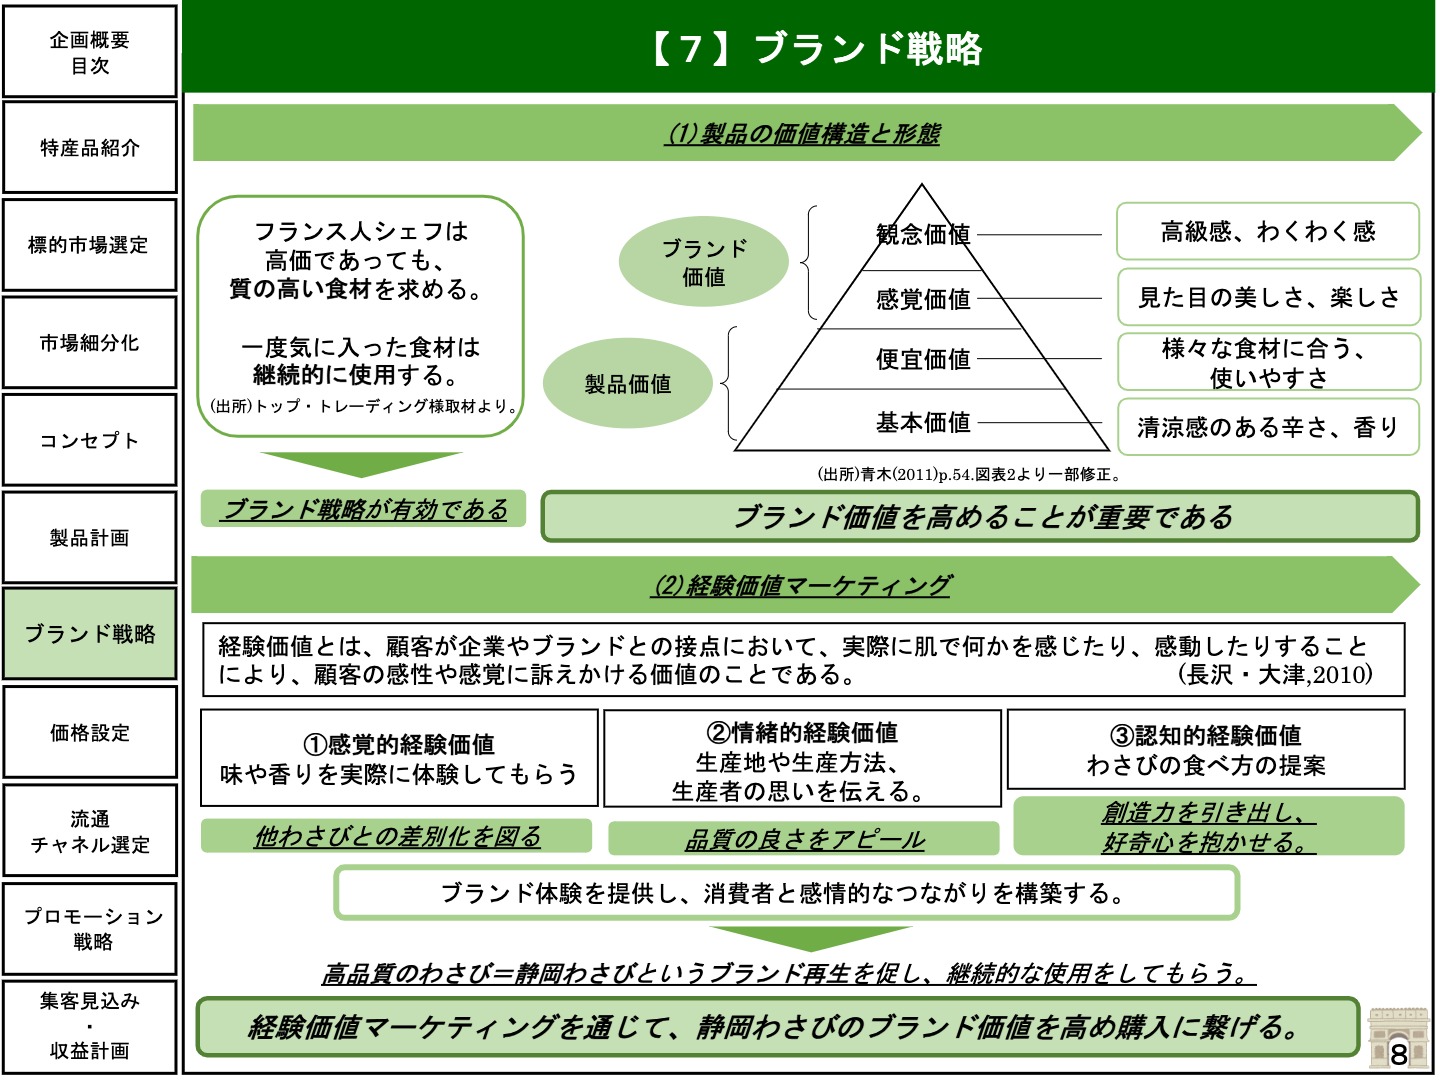 企画概要
目次
特産品紹介
標的市場選定
市場細分化
コンセプト
製品計画
ブランド戦略
価格設定
流通
チャネル選定
プロモーション
戦略
集客見込み
・
収益計画
【７】ブランド戦略
(1)製品の価値構造と形態
フランス人シェフは
高価であっても、
質の高い食材を求める。
一度気に入った食材は
継続的に使用する。
(出所)トップ・トレーディング様取材より。
ブランド戦略が有効である
ブランド
価値
製品価値
観念価値
感覚価値
便宜価値
基本価値
高級感、わくわく感
見た目の美しさ、楽しさ
様々な食材に合う、
使いやすさ
清涼感のある辛さ、香り
(出所)青木(2011)p.54.図表2より一部修正。
ブランド価値を高めることが重要である
(2)経験価値マーケティング
経験価値とは、顧客が企業やブランドとの接点において、実際に肌で何かを感じたり、感動したりすること
により、顧客の感性や感覚に訴えかける価値のことである。 (長沢・大津,2010)
①感覚的経験価値
味や香りを実際に体験してもらう
他わさびとの差別化を図る
②情緒的経験価値
生産地や生産方法、
生産者の思いを伝える。
品質の良さをアピール
③認知的経験価値
わさびの食べ方の提案
創造力を引き出し、
好奇心を抱かせる。
ブランド体験を提供し、消費者と感情的なつながりを構築する。
高品質のわさび＝静岡わさびというブランド再生を促し、継続的な使用をしてもらう。
経験価値マーケティングを通じて、静岡わさびのブランド価値を高め購入に繋げる。
8